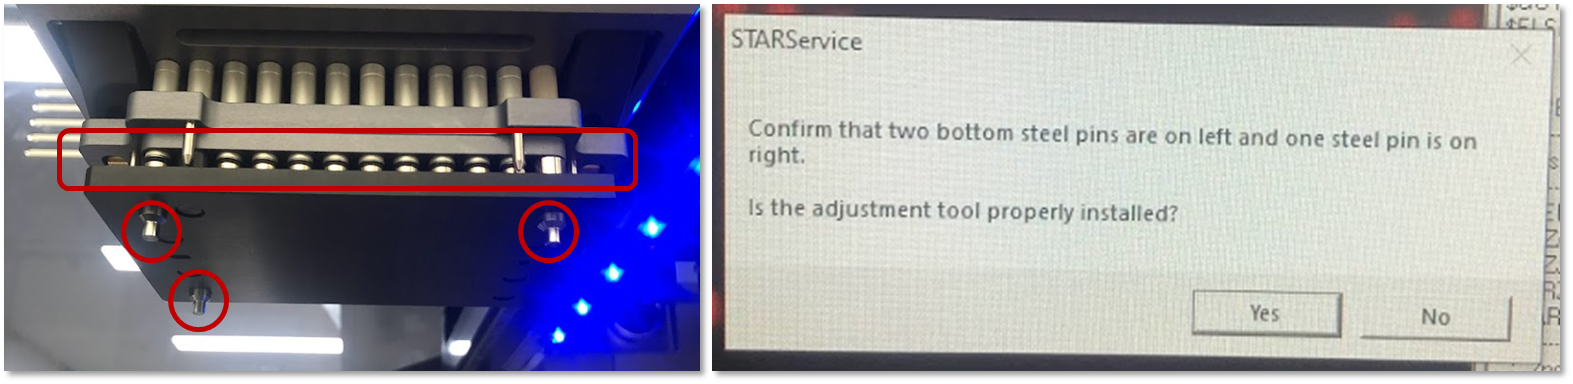 STARService
Confirm that two bottom steel pins are on left and one steel pin is on
right.
Is the adjustment tool properly installed?
Yes
No